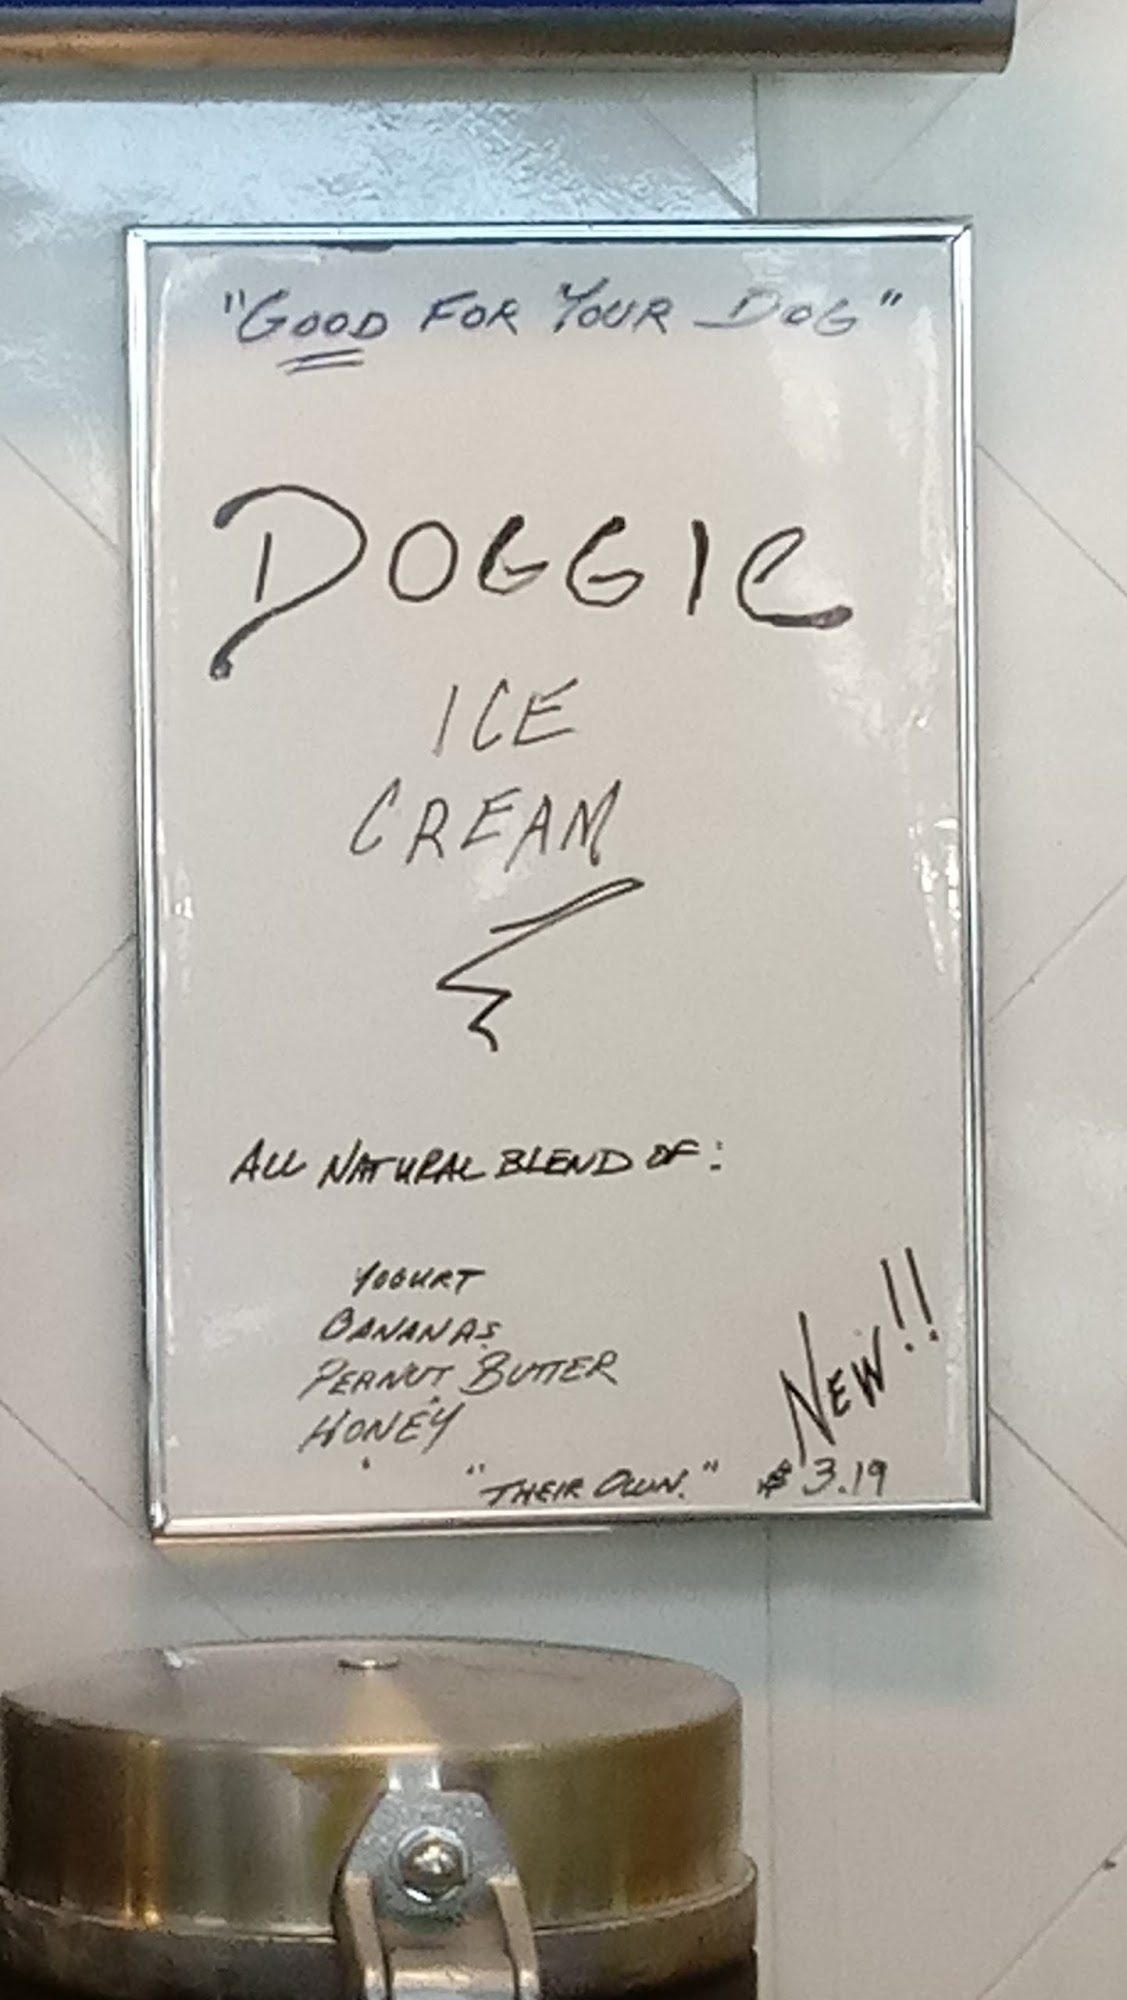 "GOOD FOR YOUR DOG"
DOGGIE
ICE
CREAM
ALL NATURAL BLEND OF:
YOGURT
BANANAS
PEANUT BUTTER
HONEY
NEW!!
"THEIR OWN." $3.19